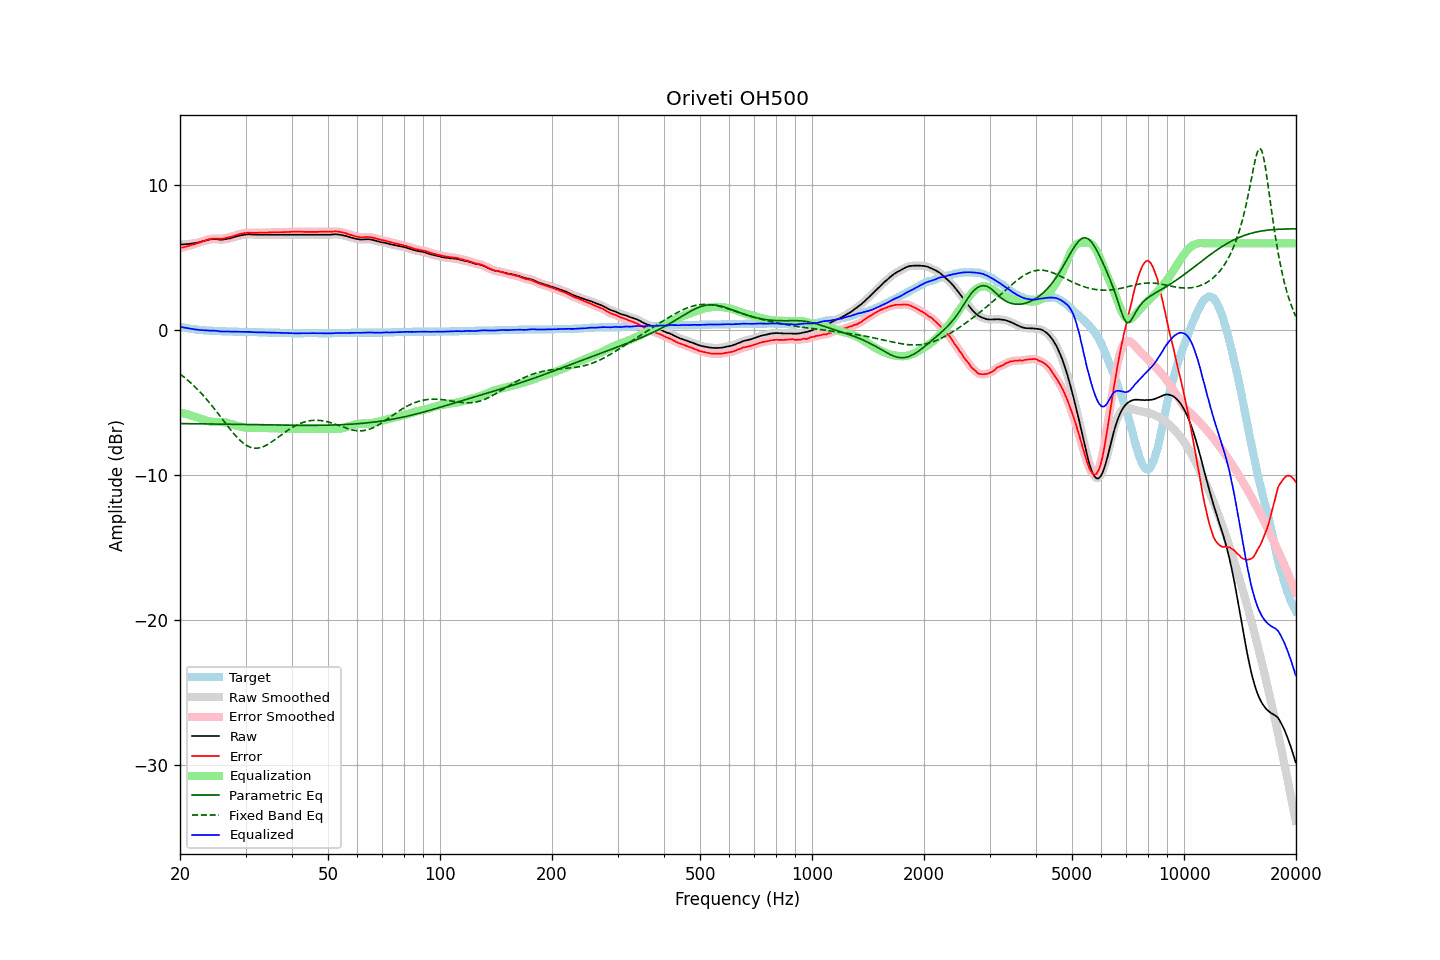 Oriveti OH500
10
0
−10
−20
−30
Amplitude (dBr)
Target
Raw Smoothed
Error Smoothed
Raw
Error
Equalization
Parametric Eq
Fixed Band Eq
Equalized
20 50 100 200 500 1000 2000 5000 10000 20000
Frequency (Hz)